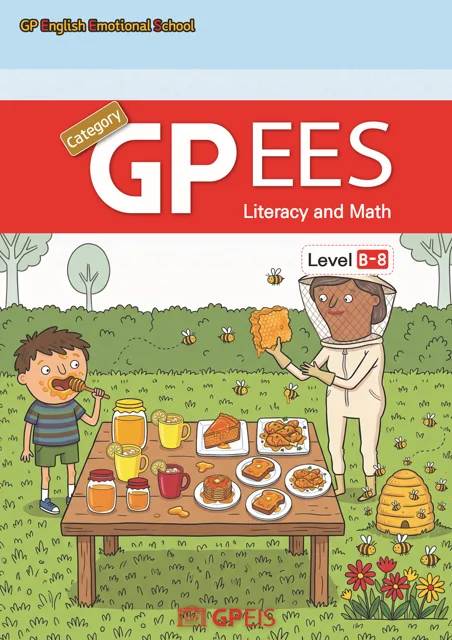 GP English Emotional School
Category
GP EES
Literacy and Math
Level B-8
GPEIS